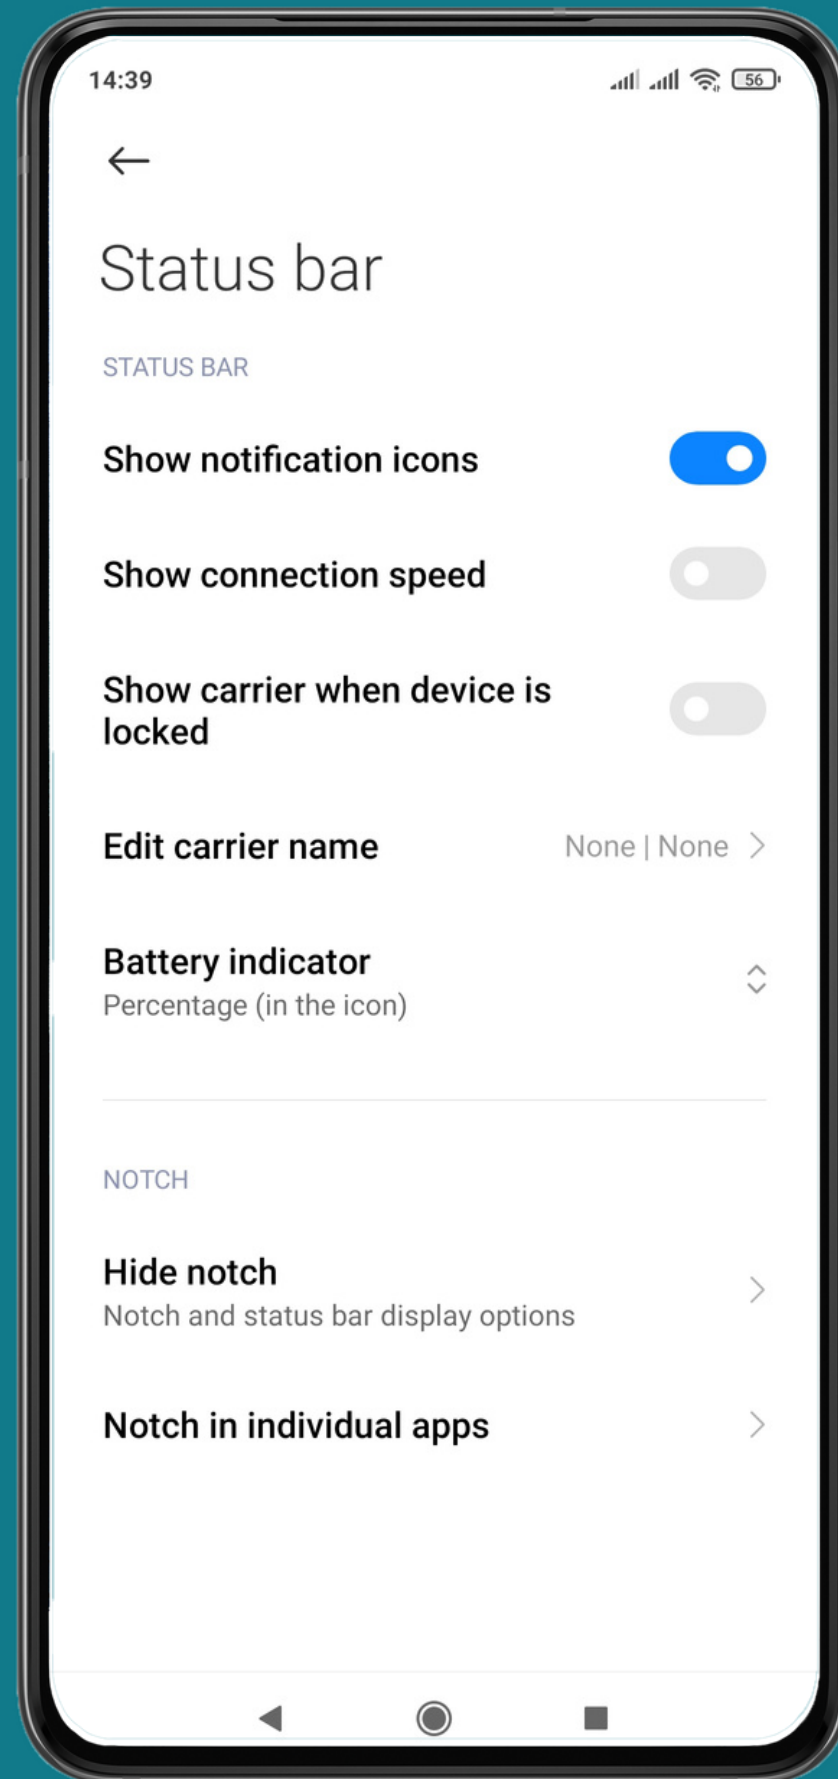 14:39
56
Status bar
STATUS BAR
Show notification icons
Show connection speed
Show carrier when device is
locked
Edit carrier name
None | None
Battery indicator
Percentage (in the icon)
NOTCH
Hide notch
Notch and status bar display options
Notch in individual apps